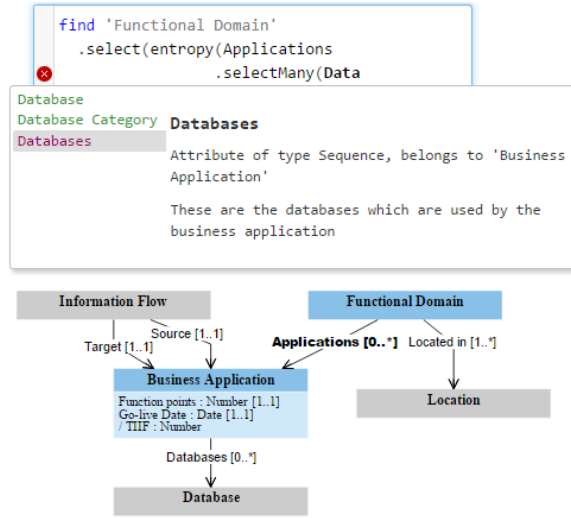 find 'Functional Domain'
.select(entropy(Applications
.selectMany(Data
Database
Database Category
Databases
Databases
Attribute of type Sequence, belongs to 'Business
Application'
These are the databases which are used by the
business application
Information Flow
Functional Domain
Target [1..1]
Source [1..1]
Applications [0..*]
Located in [1..*]
Business Application
Function points : Number [1..1]
Go-live Date : Date [1..1]
/ TIIF : Number
Location
Databases [0..*]
Database